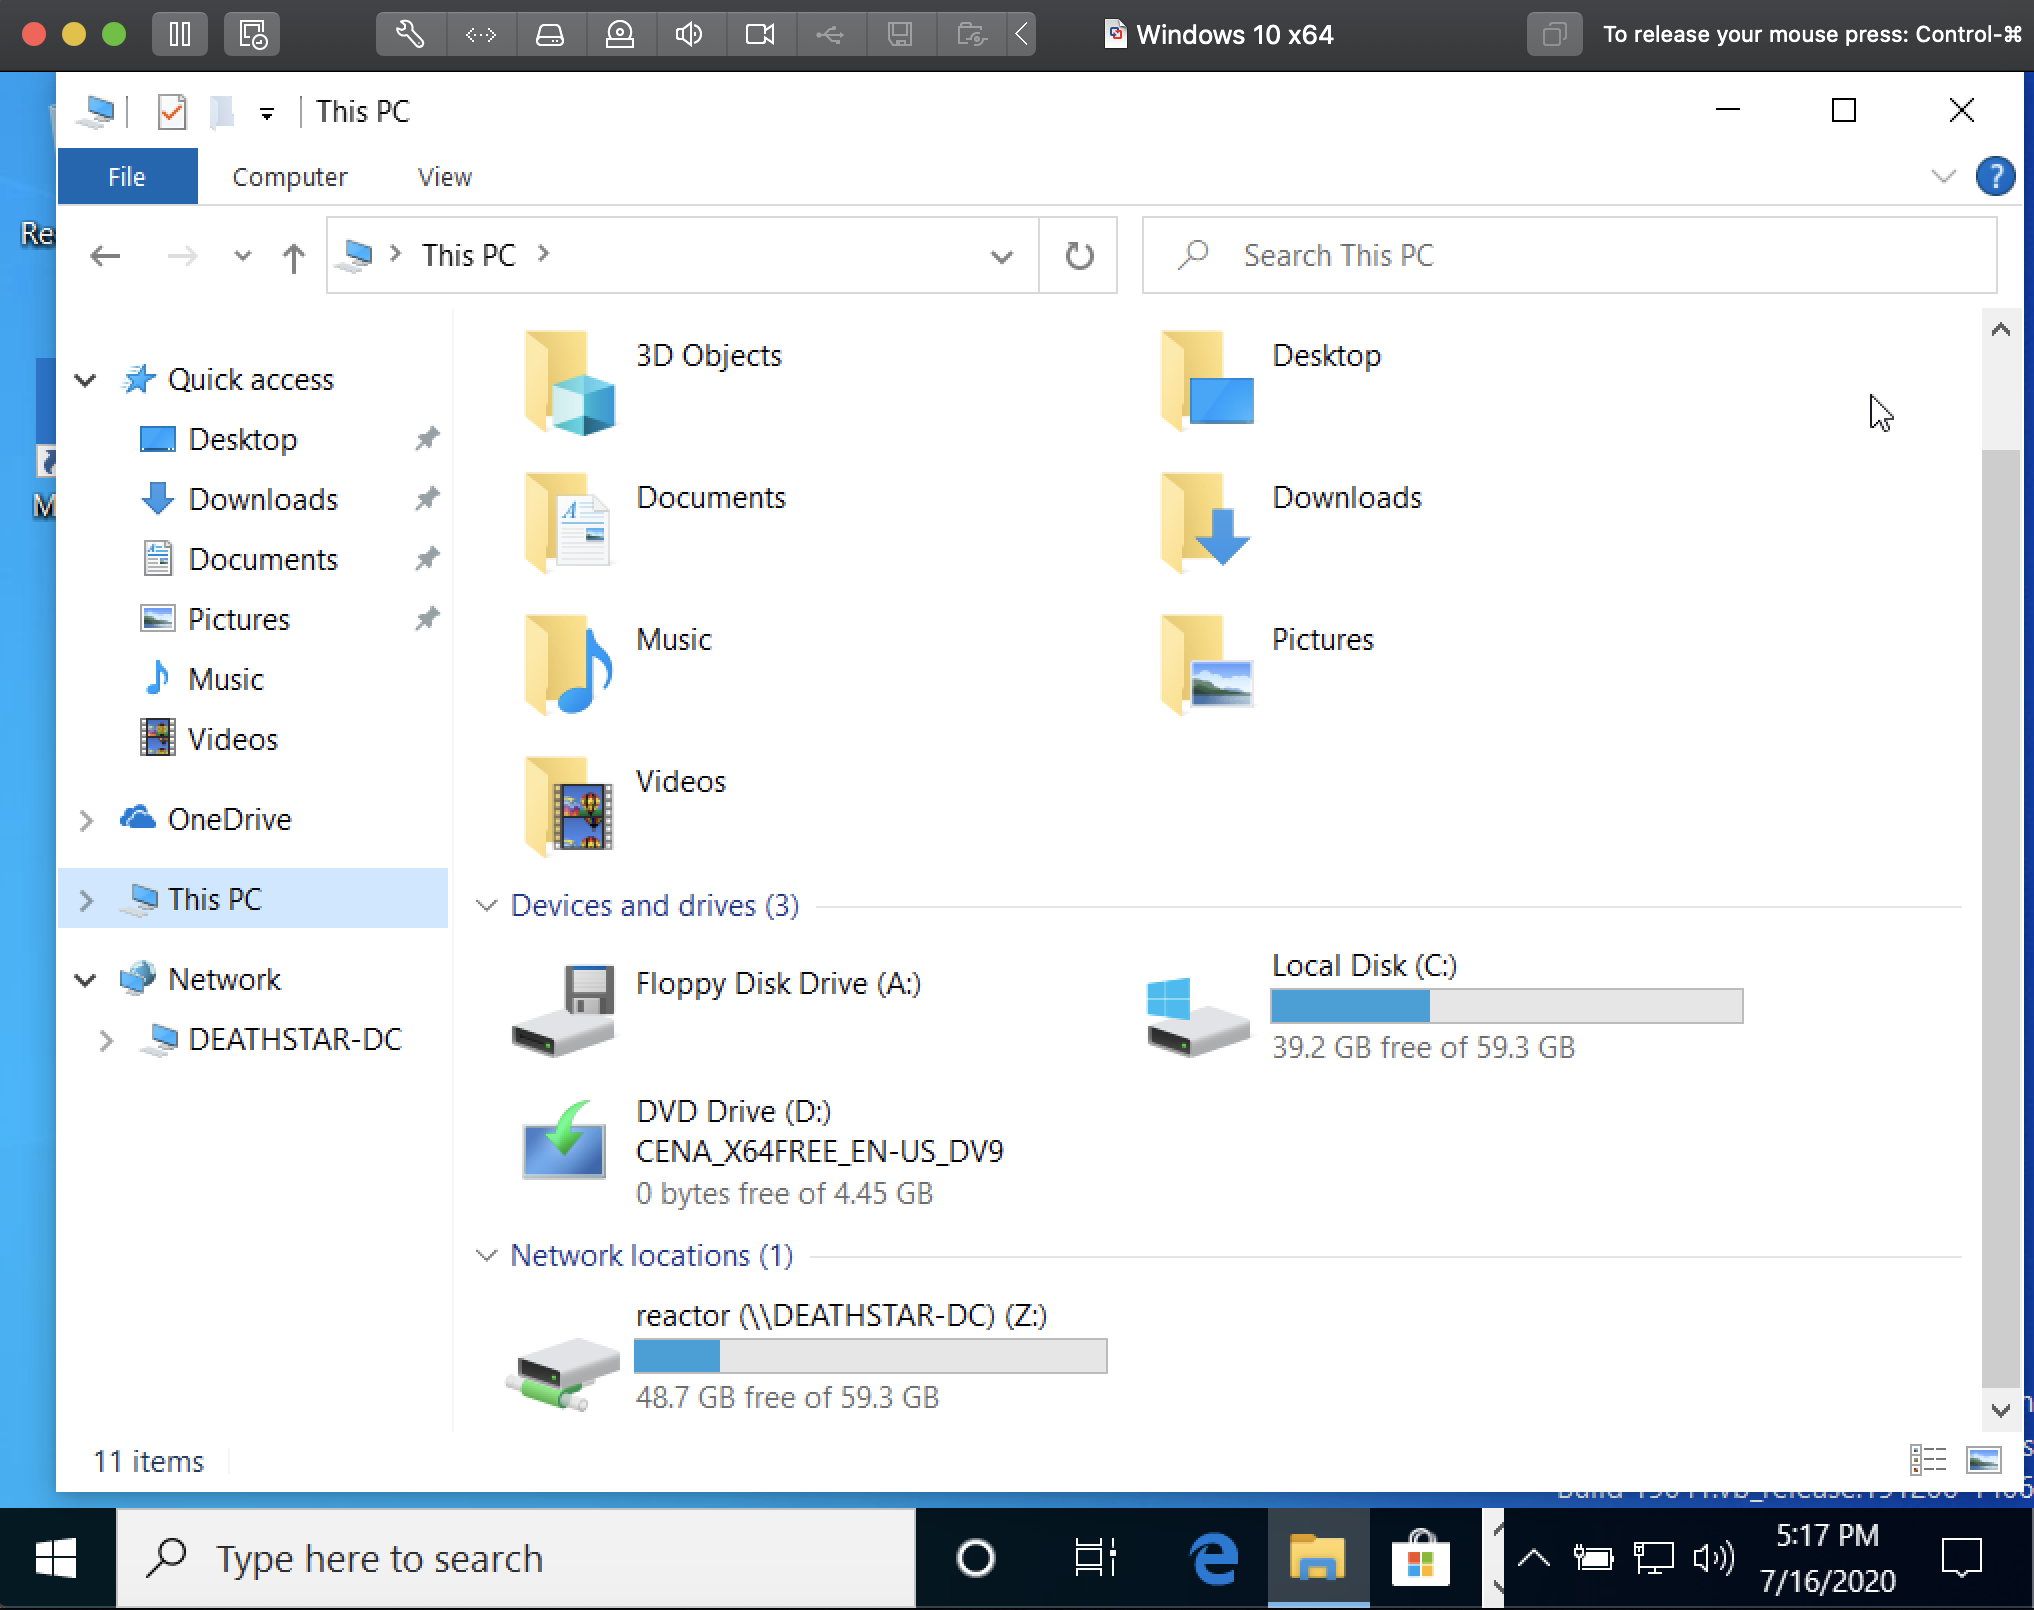 Windows 10 x64
To release your mouse press: Control-⌘
This PC
File Computer View
This PC
Search This PC
Re
M
Quick access
Desktop
Downloads
Documents
Pictures
Music
Videos
OneDrive
This PC
Network
DEATHSTAR-DC
3D Objects
Desktop
Documents
Downloads
Music
Pictures
Videos
Devices and drives (3)
Floppy Disk Drive (A:)
Local Disk (C:)
39.2 GB free of 59.3 GB
DVD Drive (D:)
CENA_X64FREE_EN-US_DV9
0 bytes free of 4.45 GB
Network locations (1)
reactor (\\DEATHSTAR-DC) (Z:)
48.7 GB free of 59.3 GB
11 items
Type here to search
5:17 PM
7/16/2020